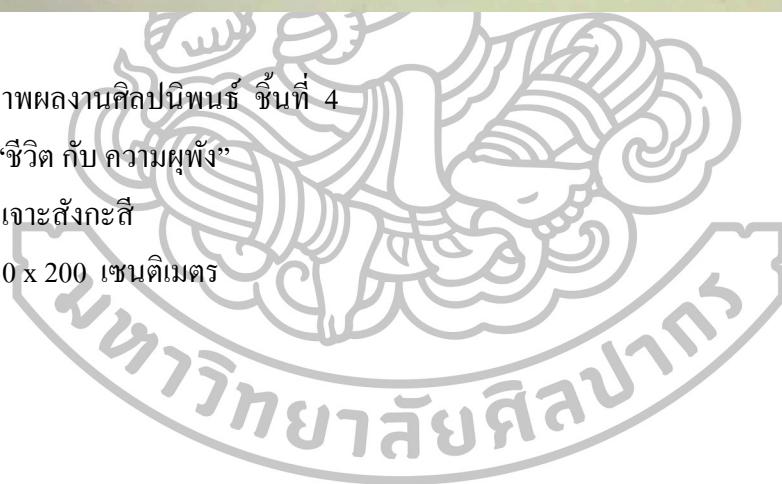 าพผลงานศิลปนิพนธ์ ชิ้นที่ 4
“ชีวิต กับ ความผุพัง”
เจาะสังกะสี
0 x 200 เซนติเมตร
มหาวิทยาลัยศิลปากร